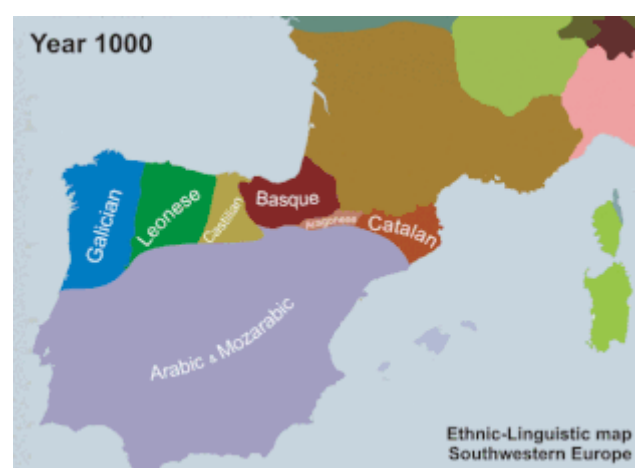 Year 1000
Galician
Leonese
Castilian
Basque
Aragonese
Catalan
Arabic & Mozarabic
Ethnic-Linguistic map
Southwestern Europe